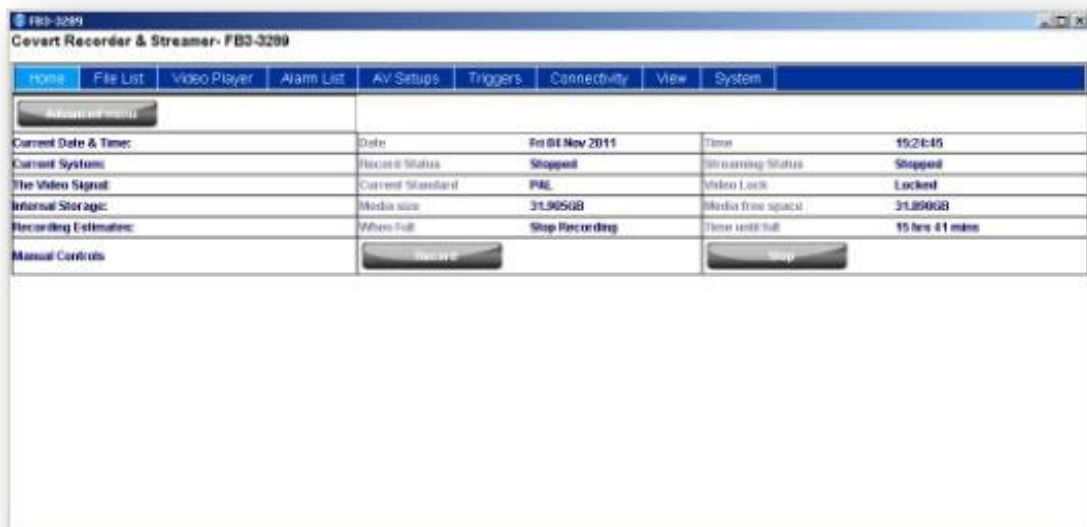 FB3-3289
Covert Recorder & Streamer- FB3-3289
Home File List Video Player Alarm List AV Setups Triggers Connectivity View System
Advanced menu
Current Date & Time: Date Fri 04 Nov 2011 Time 15:24:45
Current System: Record Status Stopped Streaming Status Stopped
The Video Signal: Current Standard PAL Video Lock Locked
Internal Storage: Media size 31.905GB Media free space 31.890GB
Recording Estimates: When Full Stop Recording Time until full 15 hrs 41 mins
Manual Controls Record Stop